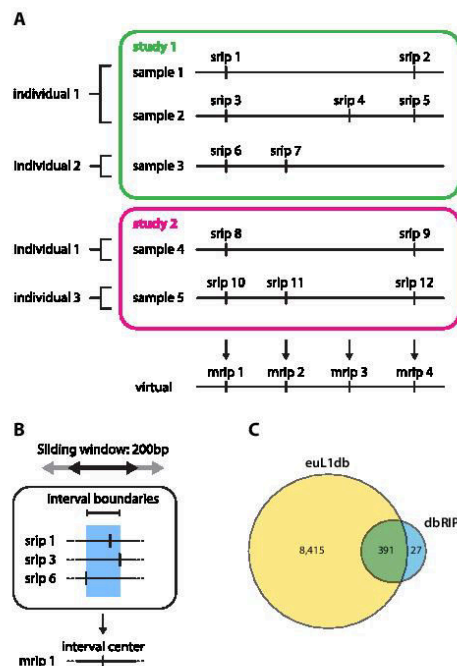 A
study 1
srip 1 srip 2
sample 1
individual 1
srip 3 srip 4 srip 5
sample 2
srip 6 srip 7
individual 2 sample 3
study 2
srip 8 srip 9
individual 1 sample 4
srip 10 srip 11 srip 12
individual 3 sample 5
mrip 1 mrip 2 mrip 3 mrip 4
virtual
B
Sliding window: 200bp
interval boundaries
srip 1
srip 3
srip 6
interval center
mrip 1
C
euL1db
dbRIP
8,415 391 27